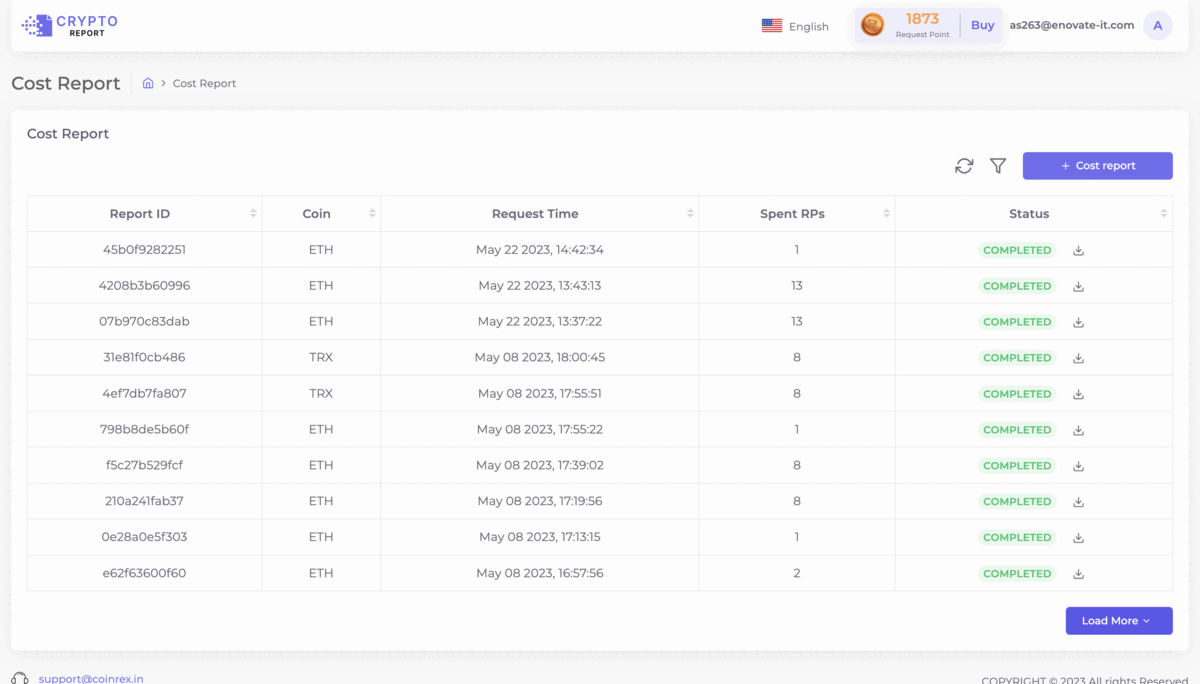 CRYPTO
REPORT
English
1873
Request Point
Buy
as263@enovate-it.com
A
Cost Report
Cost Report
Cost Report
+ Cost report
Report ID Coin Request Time Spent RPs Status
45b0f9282251 ETH May 22 2023, 14:42:34 1 COMPLETED
4208b3b60996 ETH May 22 2023, 13:43:13 13 COMPLETED
07b970c83dab ETH May 22 2023, 13:37:22 13 COMPLETED
31e81f0cb486 TRX May 08 2023, 18:00:45 8 COMPLETED
4ef7db7fa807 TRX May 08 2023, 17:55:51 8 COMPLETED
798b8de5b60f ETH May 08 2023, 17:55:22 1 COMPLETED
f5c27b529fcf ETH May 08 2023, 17:39:02 8 COMPLETED
210a241fab37 ETH May 08 2023, 17:19:56 8 COMPLETED
0e28a0e5f303 ETH May 08 2023, 17:13:15 1 COMPLETED
e62f63600f60 ETH May 08 2023, 16:57:56 2 COMPLETED
Load More
support@coinrex.in
COPYRIGHT © 2023 All rights Reserved